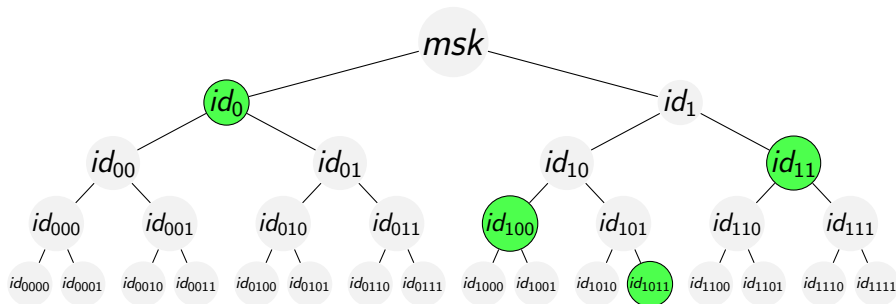 msk
id₀ id₁
id₀₀ id₀₁ id₁₀ id₁₁
id₀₀₀ id₀₀₁ id₀₁₀ id₀₁₁ id₁₀₀ id₁₀₁ id₁₁₀ id₁₁₁
id₀₀₀₀ id₀₀₀₁ id₀₀₁₀ id₀₀₁₁ id₀₁₀₀ id₀₁₀₁ id₀₁₁₀ id₀₁₁₁ id₁₀₀₀ id₁₀₀₁ id₁₀₁₀ id₁₀₁₁ id₁₁₀₀ id₁₁₀₁ id₁₁₁₀ id₁₁₁₁